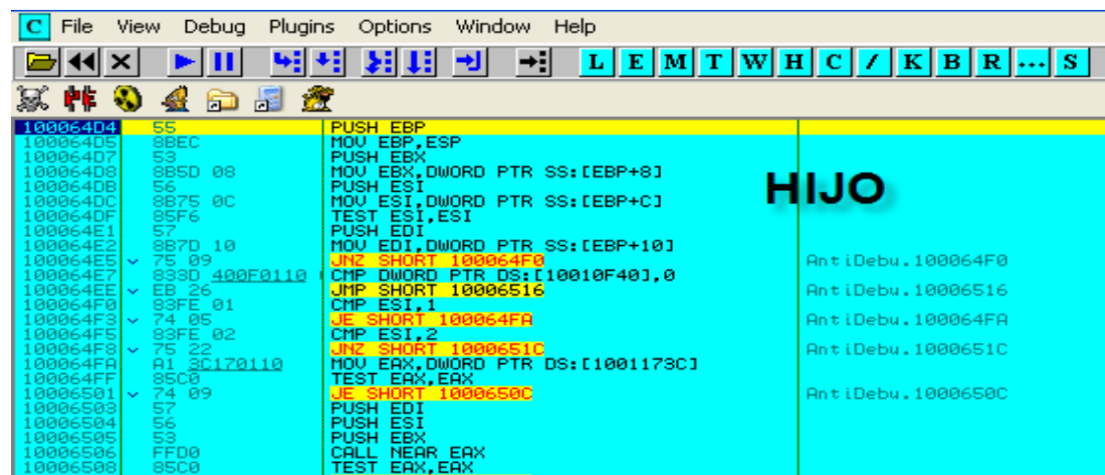 C File View Debug Plugins Options Window Help
L E M T W H C / K B R ... S
100064D4 55 PUSH EBP
100064D5 8BEC MOV EBP,ESP
100064D7 53 PUSH EBX
100064D8 8B5D 08 MOV EBX,DWORD PTR SS:[EBP+8]
100064DB 56 PUSH ESI
100064DC 8B75 0C MOV ESI,DWORD PTR SS:[EBP+C]
100064DF 85F6 TEST ESI,ESI
100064E1 57 PUSH EDI
100064E2 8B7D 10 MOV EDI,DWORD PTR SS:[EBP+10]
100064E5 75 09 JNZ SHORT 100064F0 AntiDebu.100064F0
100064E7 833D 400F0110 CMP DWORD PTR DS:[10010F40],0
100064EE EB 26 JMP SHORT 10006516 AntiDebu.10006516
100064F0 83FE 01 CMP ESI,1
100064F3 74 05 JE SHORT 100064FA AntiDebu.100064FA
100064F5 83FE 02 CMP ESI,2
100064F8 75 22 JNZ SHORT 1000651C AntiDebu.1000651C
100064FA A1 3C170110 MOV EAX,DWORD PTR DS:[1001173C]
100064FF 85C0 TEST EAX,EAX
10006501 74 09 JE SHORT 1000650C AntiDebu.1000650C
10006503 57 PUSH EDI
10006504 56 PUSH ESI
10006505 53 PUSH EBX
10006506 FFD0 CALL NEAR EAX
10006508 85C0 TEST EAX,EAX
HIJO